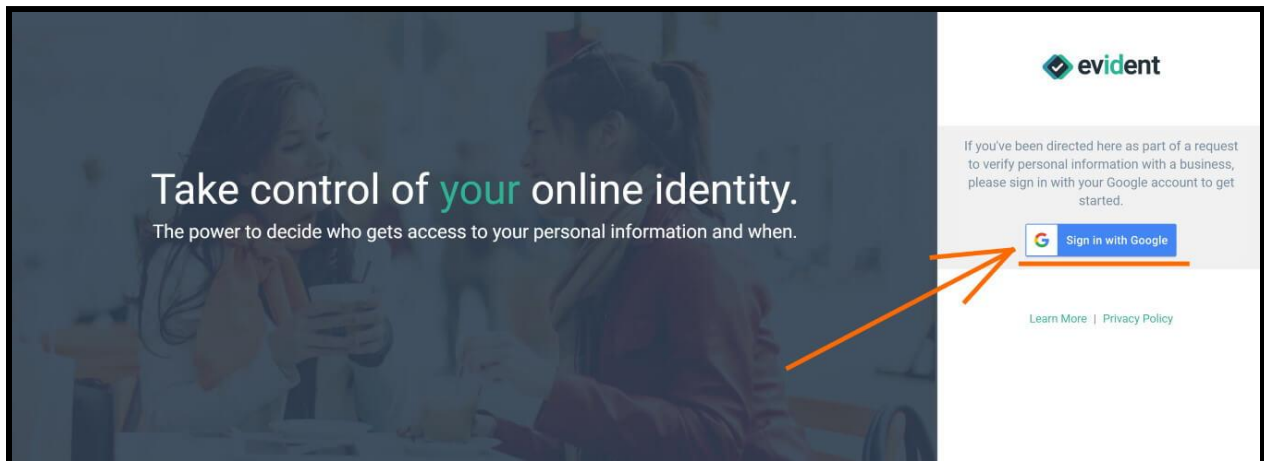 Take control of your online identity.
The power to decide who gets access to your personal information and when.
evident
If you've been directed here as part of a request
to verify personal information with a business,
please sign in with your Google account to get
started.
G Sign in with Google
Learn More | Privacy Policy